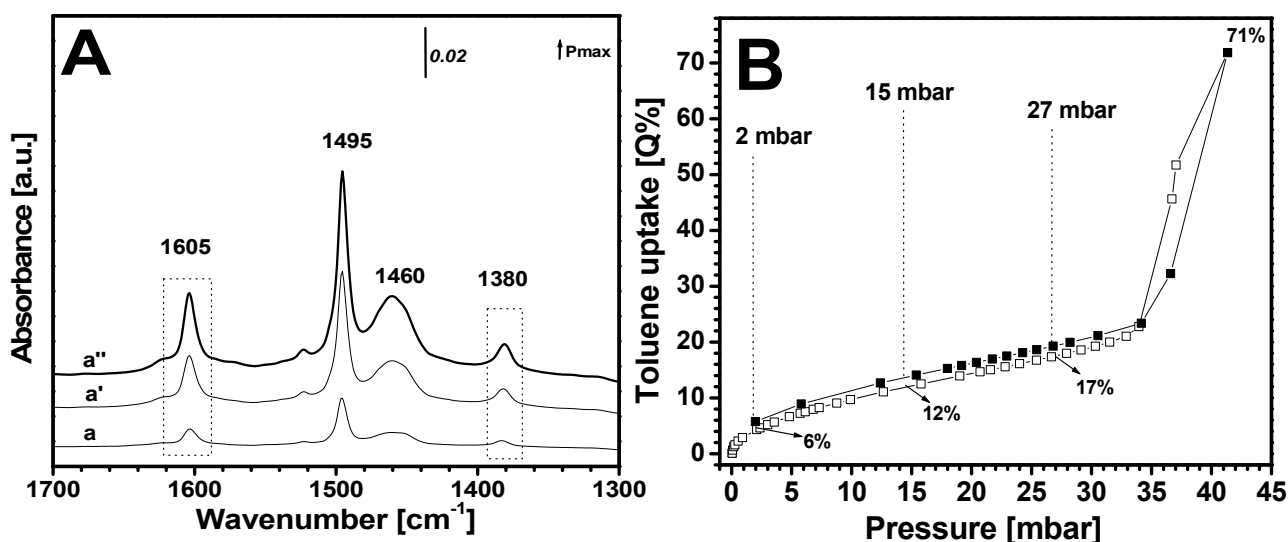 A
0.02
↑Pmax
1495
1605
1460
1380
a''
a'
a
1700
1600
1500
1400
1300
Wavenumber [cm-1]
Absorbance [a.u.]
B
71%
2 mbar
15 mbar
27 mbar
6%
12%
17%
70
60
50
40
30
20
10
0
0
5
10
15
20
25
30
35
40
45
Pressure [mbar]
Toluene uptake [Q%]